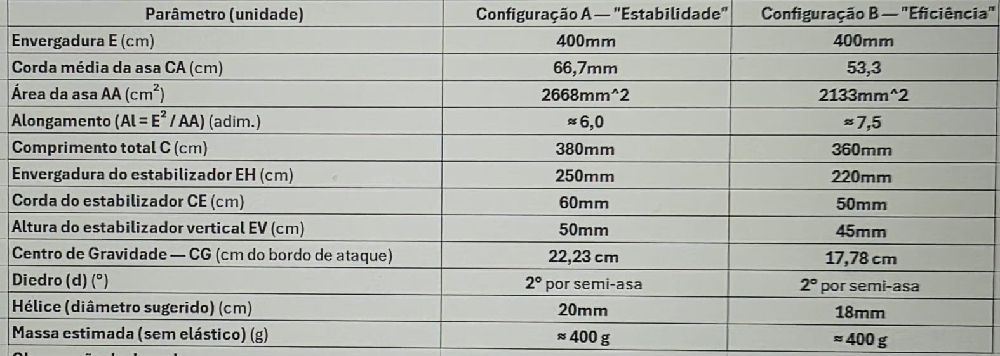 Parâmetro (unidade) Configuração A — "Estabilidade" Configuração B — "Eficiência"
Envergadura E (cm) 400mm 400mm
Corda média da asa CA (cm) 66,7mm 53,3
Área da asa AA (cm²) 2668mm^2 2133mm^2
Alongamento (Al = E² / AA) (adim.) ≈ 6,0 ≈ 7,5
Comprimento total C (cm) 380mm 360mm
Envergadura do estabilizador EH (cm) 250mm 220mm
Corda do estabilizador CE (cm) 60mm 50mm
Altura do estabilizador vertical EV (cm) 50mm 45mm
Centro de Gravidade — CG (cm do bordo de ataque) 22,23 cm 17,78 cm
Diedro (d) (°) 2° por semi-asa 2° por semi-asa
Hélice (diâmetro sugerido) (cm) 20mm 18mm
Massa estimada (sem elástico) (g) ≈ 400 g ≈ 400 g